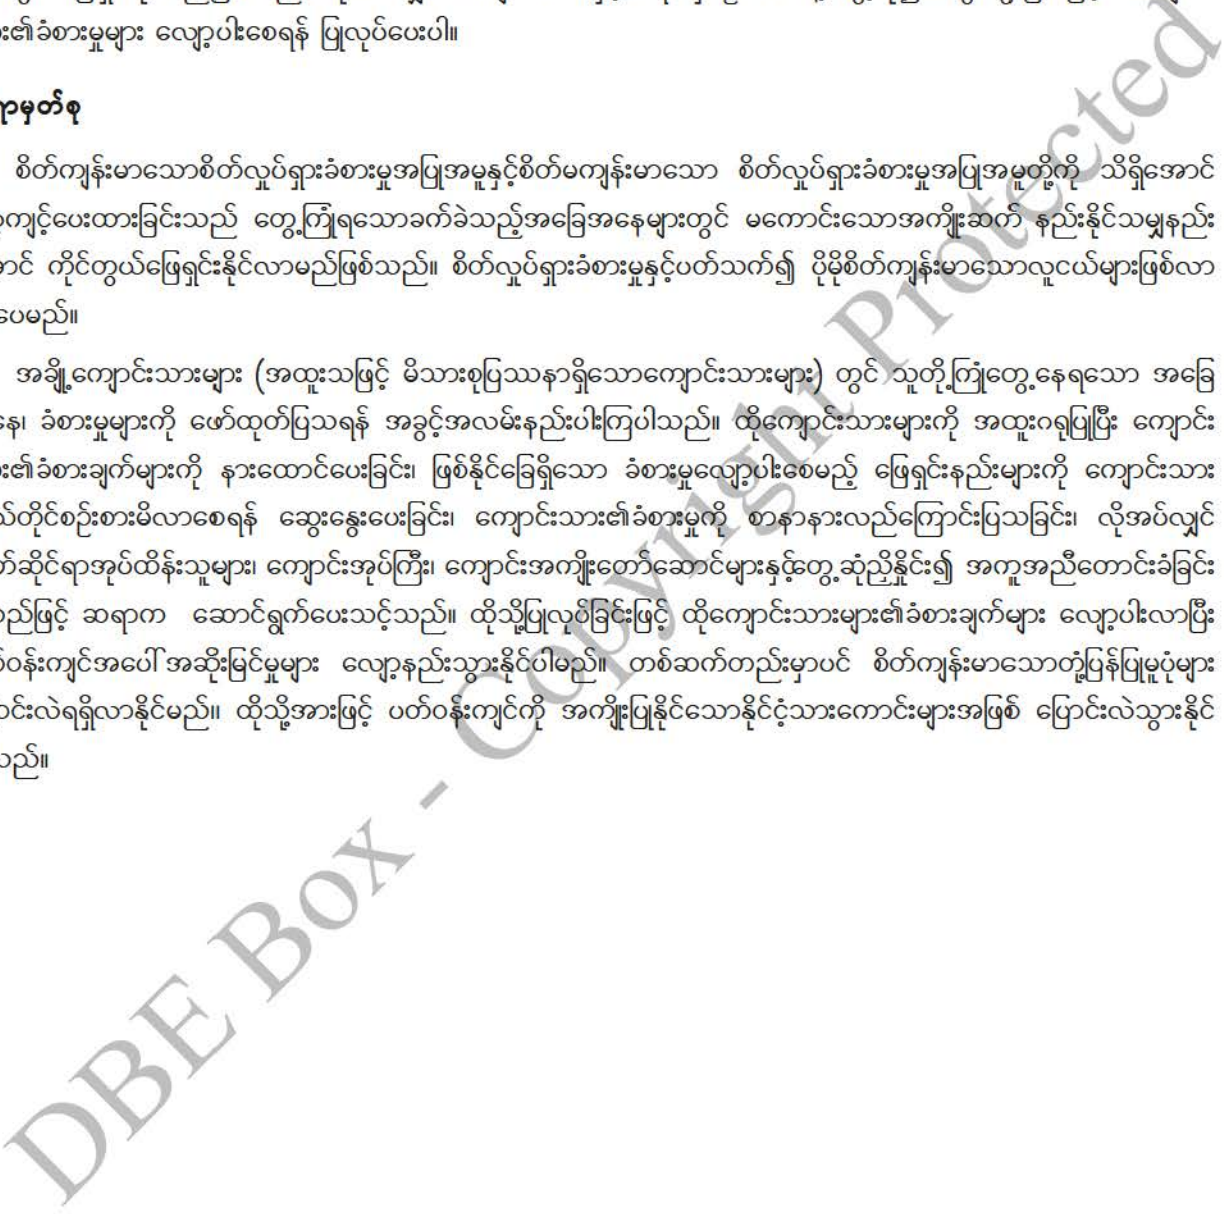 ၏ခံစားမှုများ လျော့ပါးစေရန် ပြုလုပ်ပေးပါ။
မှတ်စု
စိတ်ကျန်းမာသောစိတ်လှုပ်ရှားခံစားမှုအပြုအမူနှင့်စိတ်မကျန်းမာသော စိတ်လှုပ်ရှားခံစားမှုအပြုအမူတို့ကို သိရှိအောင်
ကျင့်ပေးထားခြင်းသည် တွေ့ကြုံရသောခက်ခဲသည့်အခြေအနေများတွင် မကောင်းသောအကျိုးဆက် နည်းနိုင်သမျှနည်း
ကိုင်တွယ်ဖြေရှင်းနိုင်လာမည်ဖြစ်သည်။ စိတ်လှုပ်ရှားခံစားမှုနှင့်ပတ်သက်၍ ပိုမိုစိတ်ကျန်းမာသောလူငယ်များဖြစ်လာ
ပေမည်။
အချို့ကျောင်းသားများ (အထူးသဖြင့် မိသားစုပြဿနာရှိသောကျောင်းသားများ) တွင် သူတို့ကြုံတွေ့နေရသော အခြေ
နေ၊ ခံစားမှုများကို ဖော်ထုတ်ပြသရန် အခွင့်အလမ်းနည်းပါးကြပါသည်။ ထိုကျောင်းသားများကို အထူးဂရုပြုပြီး ကျောင်း
၏ခံစားချက်များကို နားထောင်ပေးခြင်း၊ ဖြစ်နိုင်ခြေရှိသော ခံစားမှုလျော့ပါးစေမည့် ဖြေရှင်းနည်းများကို ကျောင်းသား
တိုင်စဉ်းစားမိလာစေရန် ဆွေးနွေးပေးခြင်း၊ ကျောင်းသား၏ခံစားမှုကို စာနာနားလည်ကြောင်းပြသခြင်း၊ လိုအပ်လျှင်
ဆိုင်ရာအုပ်ထိန်းသူများ၊ ကျောင်းအုပ်ကြီး၊ ကျောင်းအကျိုးတော်ဆောင်များနှင့်တွေ့ဆုံညှိနှိုင်း၍ အကူအညီတောင်းခံခြင်း
ည်ဖြင့် ဆရာက ဆောင်ရွက်ပေးသင့်သည်။ ထိုသို့ပြုလုပ်ခြင်းဖြင့် ထိုကျောင်းသားများ၏ခံစားချက်များ လျော့ပါးလာပြီး
ဝန်းကျင်အပေါ် အဆိုးမြင်မှုများ လျော့နည်းသွားနိုင်ပါမည်။ တစ်ဆက်တည်းမှာပင် စိတ်ကျန်းမာသောတုံ့ပြန်ပြုမူပုံများ
င်းလဲရရှိလာနိုင်မည်။ ထိုသို့အားဖြင့် ပတ်ဝန်းကျင်ကို အကျိုးပြုနိုင်သောနိုင်ငံ့သားကောင်းများအဖြစ် ပြောင်းလဲသွားနိုင်
သည်။
DBE Box - Copyright Protected